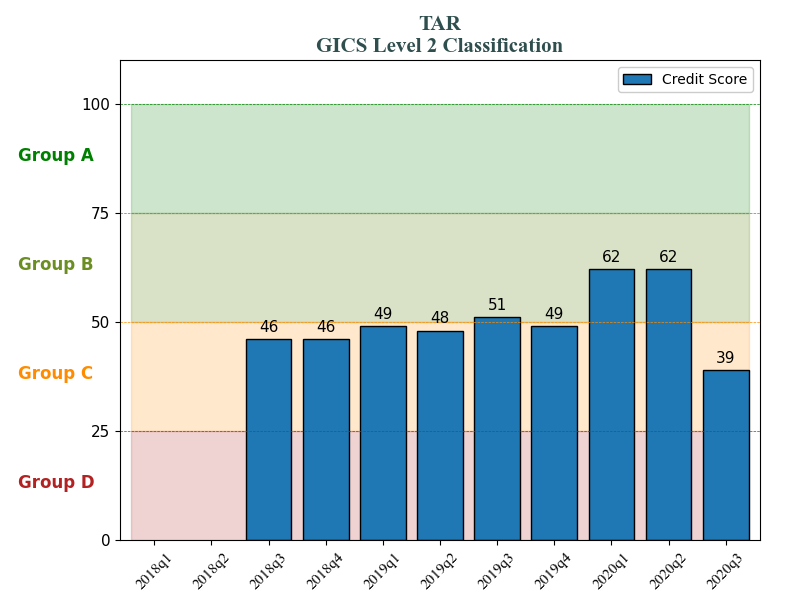 TAR
GICS Level 2 Classification
Credit Score
100
Group A
75
Group B
62
62
51
49
49
48
46
46
50
39
Group C
25
Group D
0
2018q1
2018q2
2018q3
2018q4
2019q1
2019q2
2019q3
2019q4
2020q1
2020q2
2020q3